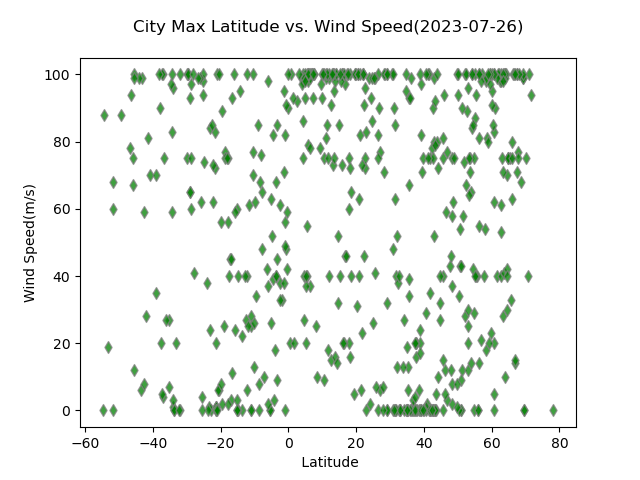 City Max Latitude vs. Wind Speed(2023-07-26)
100
80
60
40
20
0
Wind Speed(m/s)
−60 −40 −20 0 20 40 60 80
Latitude